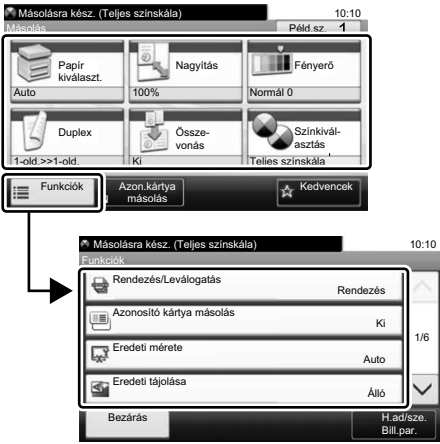 Másolásra kész. (Teljes színskála) 10:10
Másolás Péld.sz. 1
Papír
kiválaszt.
Auto
Nagyítás
100%
Fényerő
Normál 0
Duplex
1-old.>>1-old.
Össze-
vonás
Ki
Színkivál-
asztás
Teljes színskála
Funkciók
Azon.kártya
másolás
Kedvencek
Másolásra kész. (Teljes színskála) 10:10
Funkciók
Rendezés/Leválogatás
Rendezés
Azonosító kártya másolás
Ki
Eredeti mérete
Auto
Eredeti tájolása
Álló
1/6
Bezárás
H.ad/sze.
Bill.par.